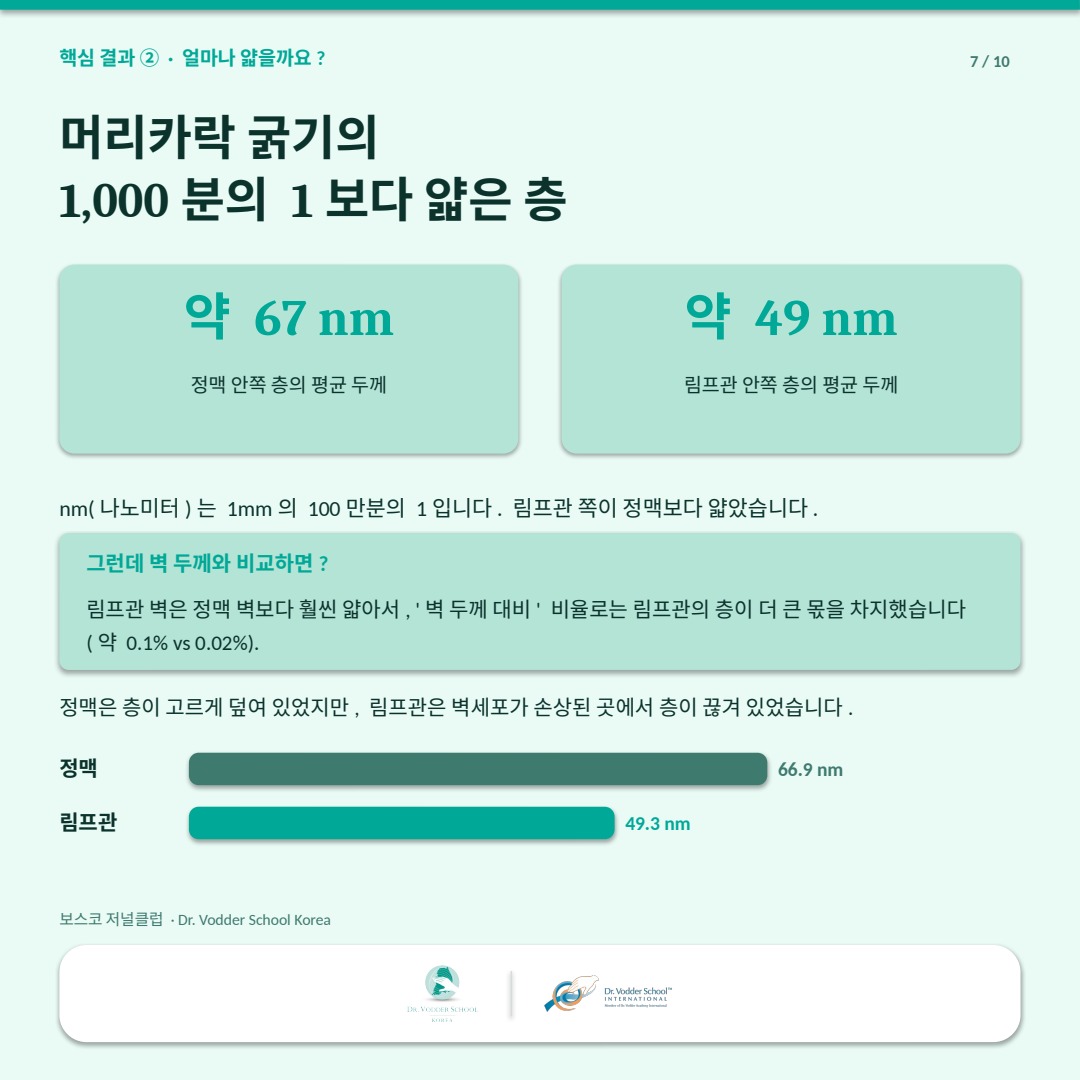 핵심 결과 ② · 얼마나 얇을까요 ?
7 / 10
머리카락 굵기의
1,000 분의 1 보다 얇은 층
약 67 nm
정맥 안쪽 층의 평균 두께
약 49 nm
림프관 안쪽 층의 평균 두께
nm( 나노미터 ) 는 1mm 의 100 만분의 1 입니다 . 림프관 쪽이 정맥보다 얇았습니다 .
그런데 벽 두께와 비교하면 ?
림프관 벽은 정맥 벽보다 훨씬 얇아서 , ' 벽 두께 대비 ' 비율로는 림프관의 층이 더 큰 몫을 차지했습니다
( 약 0.1% vs 0.02%).
정맥은 층이 고르게 덮여 있었지만 , 림프관은 벽세포가 손상된 곳에서 층이 끊겨 있었습니다 .
정맥
66.9 nm
림프관
49.3 nm
보스코 저널클럽 · Dr. Vodder School Korea
DR. VODDER SCHOOL
KOREA
Dr. Vodder School™
INTERNATIONAL
Member of Dr. Vodder Academy International